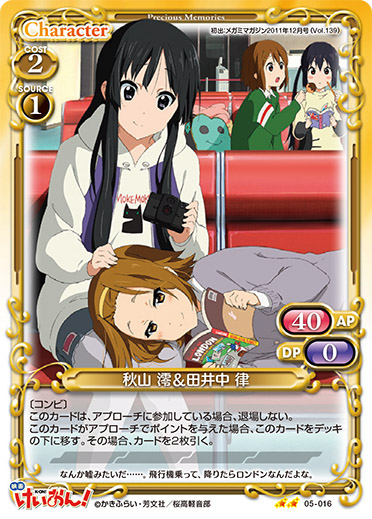 Precious Memories
Character
初出:メガミマガジン2011年12月号(Vol.139)
COST
2
SOURCE
1
MOKEMOKE
LONDON
40 AP
DP 0
秋山 澪&田井中 律
〔コンビ〕
このカードは、アプローチに参加している場合、退場しない。
このカードがアプローチでポイントを与えた場合、このカードをデッキ
の下に移す。その場合、カードを2枚引く。
なんか嘘みたいだ……。飛行機乗って、降りたらロンドンなんだよな。
映画
けいおん!
K-ON!
©かきふらい・芳文社/桜高軽音部
05-016